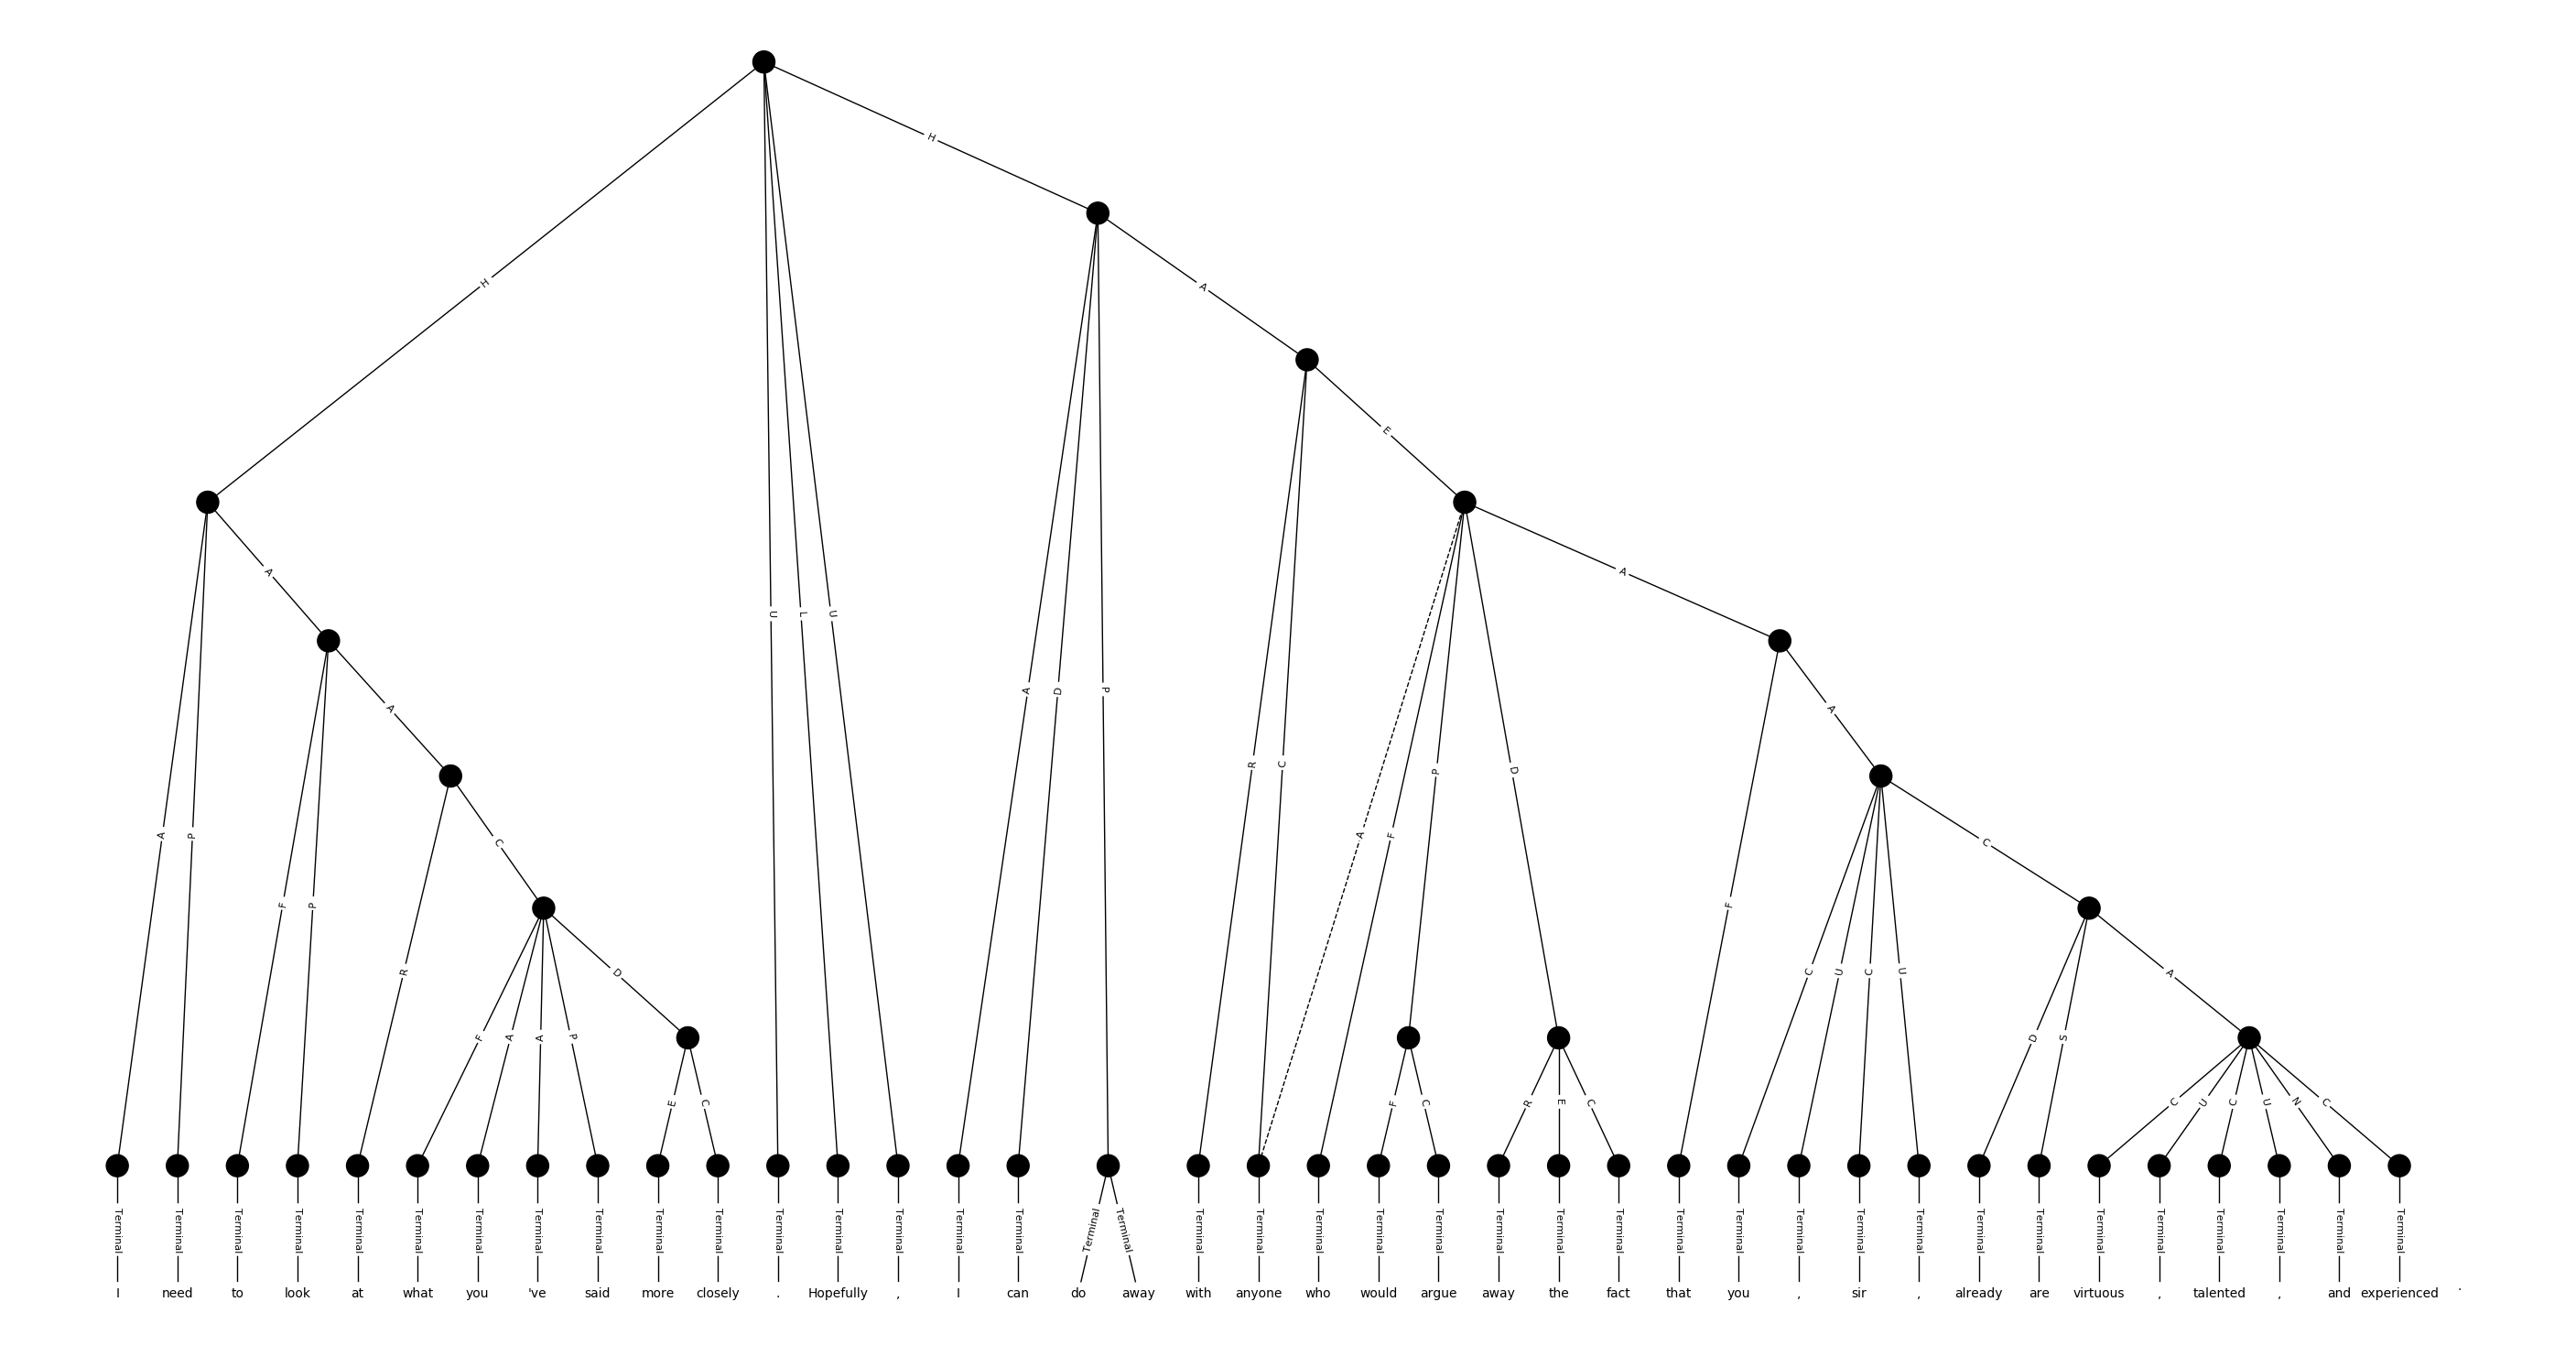 H
H
A
H
E
A
A
A
U
L
U
A
D
P
A
A
R
C
D
A
P
A
P
C
C
F
P
A
F
F
R
D
C
U
C
U
A
F
A
A
P
D
S
E
C
F
C
R
E
C
C
U
C
U
N
C
Terminal Terminal Terminal Terminal Terminal Terminal Terminal Terminal Terminal Terminal Terminal Terminal Terminal Terminal Terminal Terminal Terminal Terminal Terminal Terminal Terminal Terminal Terminal Terminal Terminal Terminal Terminal Terminal Terminal Terminal Terminal Terminal Terminal Terminal Terminal Terminal Terminal Terminal Terminal
I need to look at what you 've said more closely . Hopefully , I can do away with anyone who would argue away the fact that you , sir , already are virtuous , talented , and experienced .